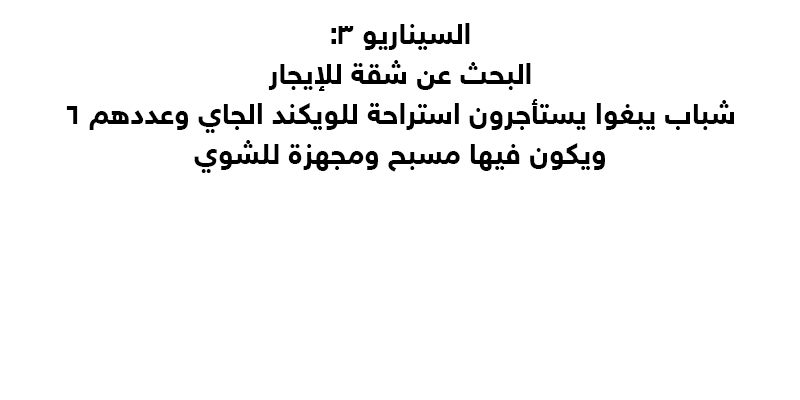 السيناريو ٣:
البحث عن شقة للإيجار
شباب يبغوا يستأجرون استراحة للويكند الجاي وعددهم ٦
ويكون فيها مسبح ومجهزة للشوي